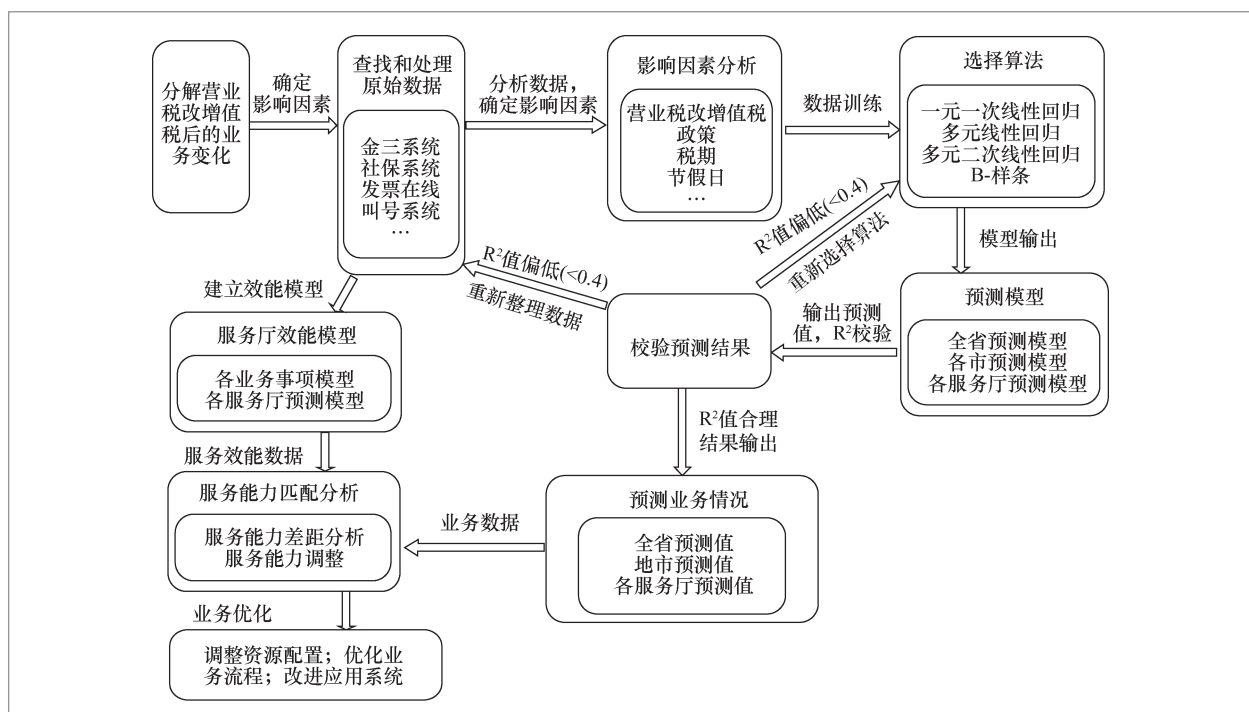 分解营业
税改增值
税后的业
务变化
确定
影响因素
查找和处理
原始数据
金三系统
社保系统
发票在线
叫号系统
…
分析数据，
确定影响因素
影响因素分析
营业税改增值税
政策
税期
节假日
…
数据训练
选择算法
一元一次线性回归
多元线性回归
多元二次线性回归
B-样条
R²值偏低(<0.4)
重新选择算法
模型输出
R²值偏低(<0.4)
重新整理数据
建立效能模型
服务厅效能模型
各业务事项模型
各服务厅预测模型
校验预测结果
输出预测
值，R²校验
预测模型
全省预测模型
各市预测模型
各服务厅预测模型
R²值合理
结果输出
服务效能数据
服务能力匹配分析
服务能力差距分析
服务能力调整
业务数据
预测业务情况
全省预测值
地市预测值
各服务厅预测值
业务优化
调整资源配置；优化业
务流程；改进应用系统